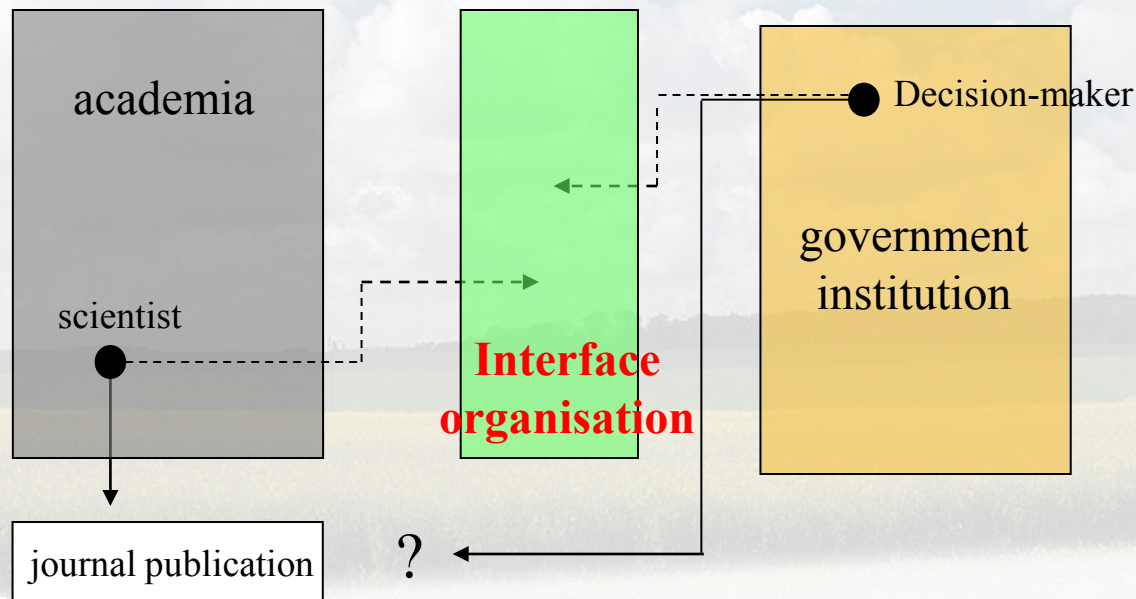 academia
scientist
journal publication
Interface
organisation
?
Decision-maker
government
institution